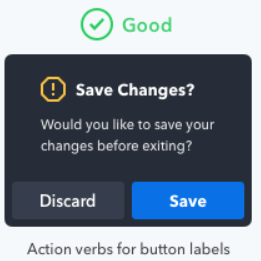 Good
Save Changes?
Would you like to save your
changes before exiting?
Discard
Save
Action verbs for button labels